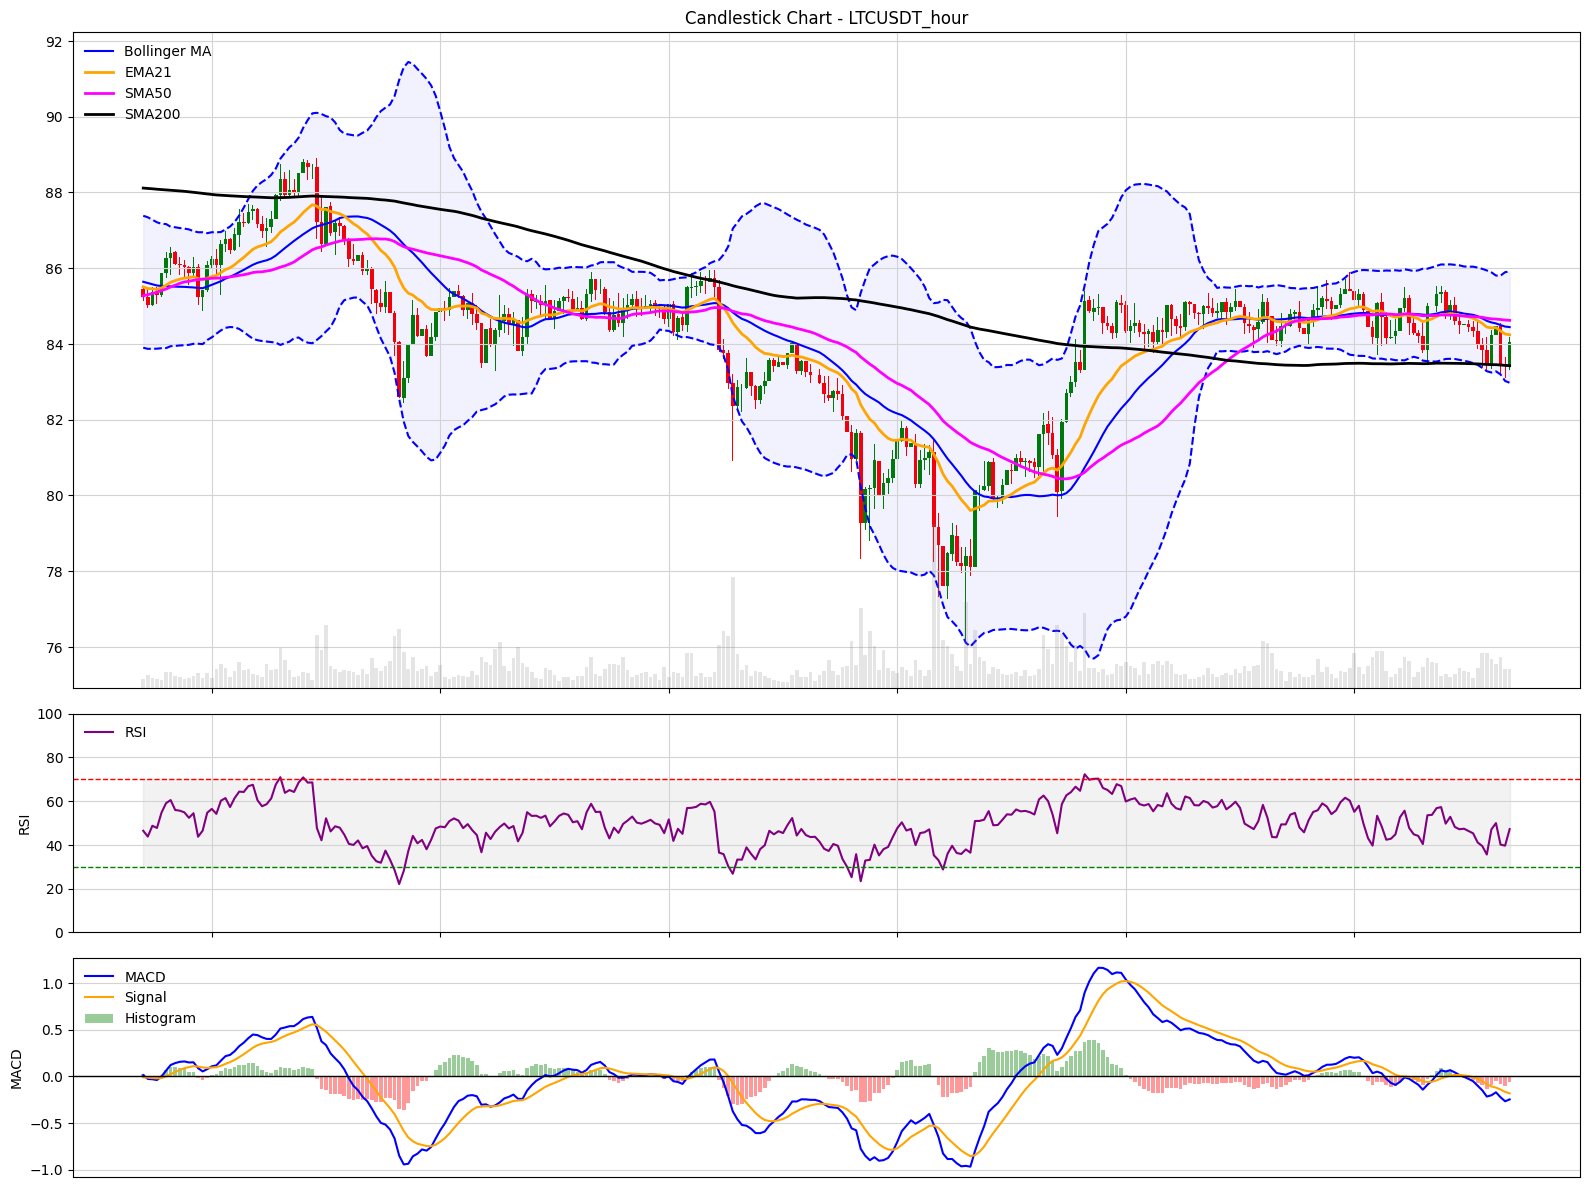 Candlestick Chart - LTCUSDT_hour
92
90
88
86
84
82
80
78
76
Bollinger MA
EMA21
SMA50
SMA200
100
80
60
40
20
0
RSI
RSI
1.0
0.5
0.0
−0.5
−1.0
MACD
MACD
Signal
Histogram